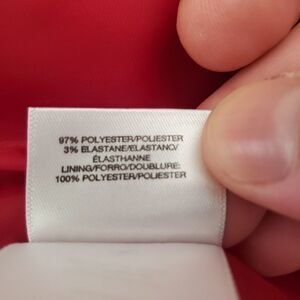 97% POLYESTER/POLIESTER
3% ELASTANE/ELASTANO/
ÉLASTHANNE
LINING/FORRO/DOUBLURE:
100% POLYESTER/POLIESTER